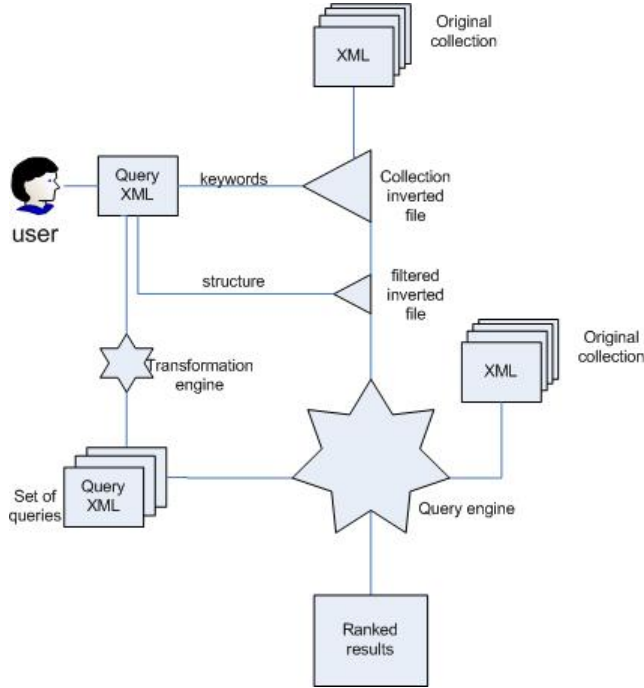 Original
collection
XML
Query
XML
keywords
Collection
inverted
file
user
structure
filtered
inverted
file
Original
collection
XML
Transformation
engine
Set of
queries
Query
XML
Query engine
Ranked
results